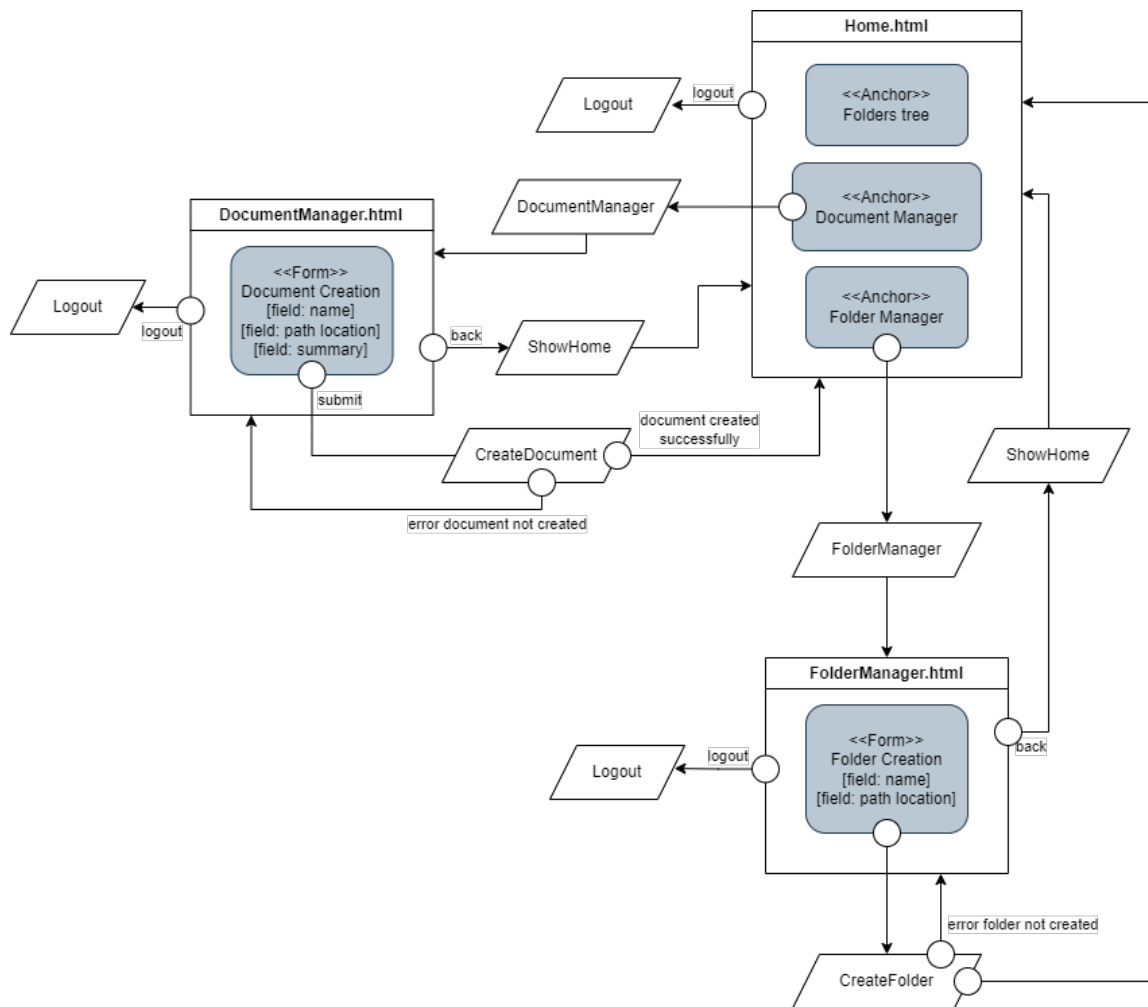 Home.html
<<Anchor>>
Folders tree
logout
Logout
<<Anchor>>
Document Manager
DocumentManager
<<Anchor>>
Folder Manager
DocumentManager.html
<<Form>>
Document Creation
[field: name]
[field: path location]
[field: summary]
Logout
logout
back
ShowHome
submit
CreateDocument
document created
successfully
error document not created
ShowHome
FolderManager
FolderManager.html
<<Form>>
Folder Creation
[field: name]
[field: path location]
logout
Logout
back
error folder not created
CreateFolder